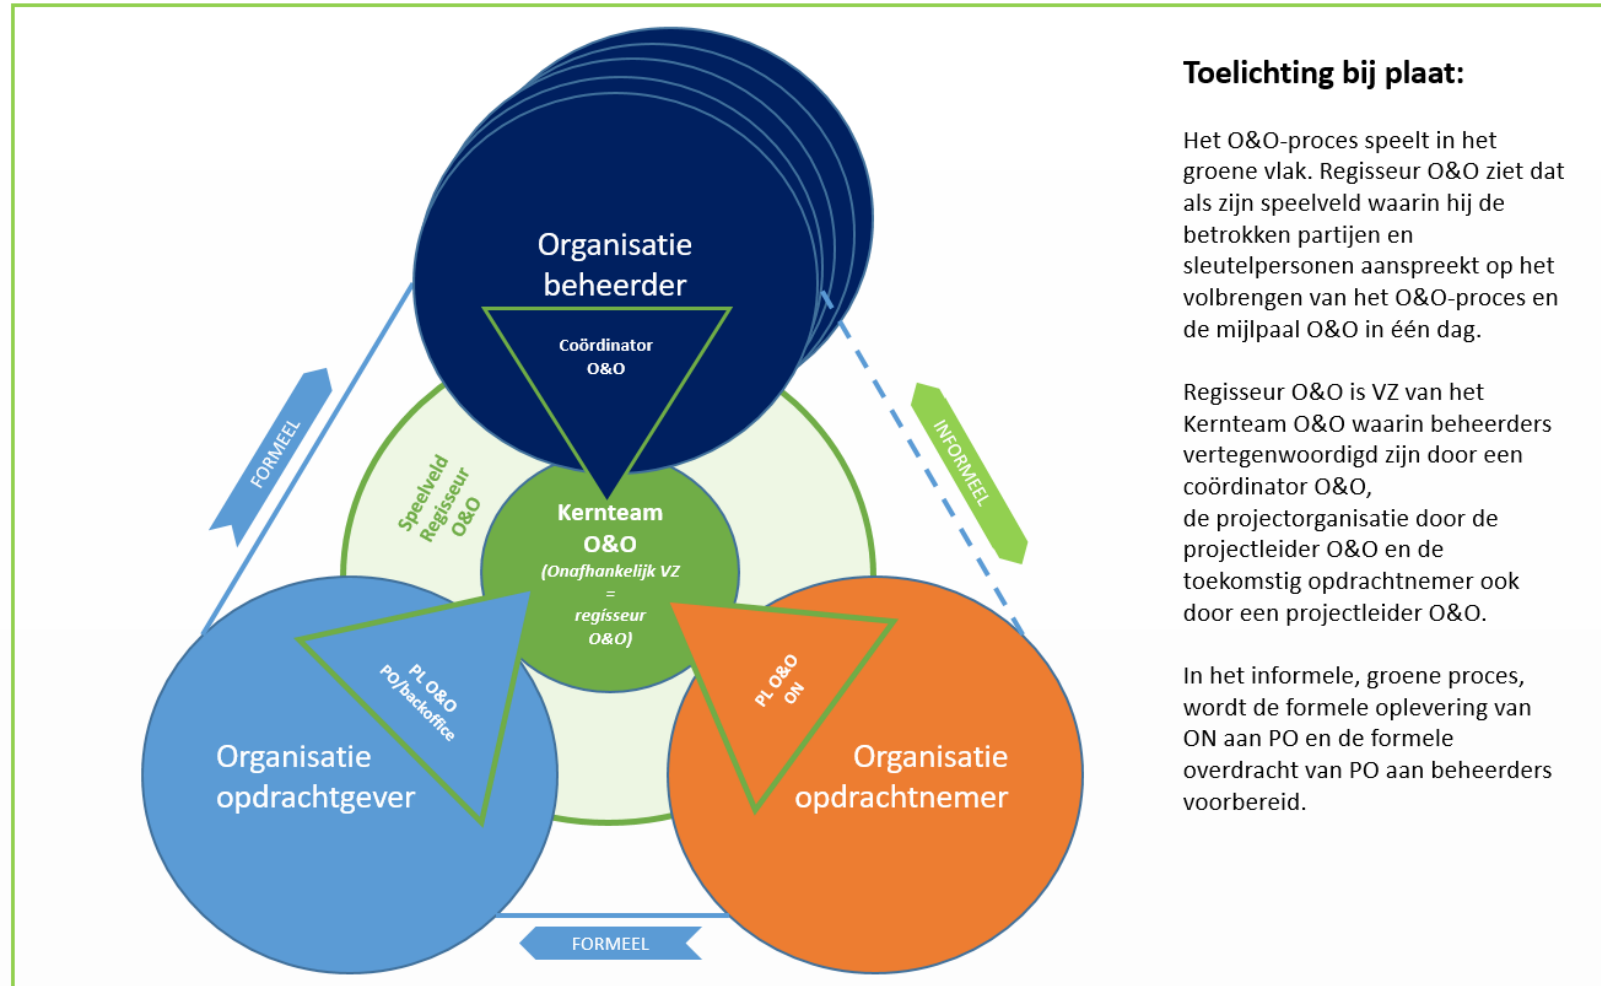 Organisatie
beheerder
Coördinator
O&O
FORMEEL
INFORMEEL
Speelveld
Regisseur
O&O
Kernteam
O&O
(Onafhankelijk VZ
=
regisseur
O&O)
PL O&O
PO/backoffice
PL O&O
ON
Organisatie
opdrachtgever
Organisatie
opdrachtnemer
FORMEEL
Toelichting bij plaat:
Het O&O-proces speelt in het
groene vlak. Regisseur O&O ziet dat
als zijn speelveld waarin hij de
betrokken partijen en
sleutelpersonen aanspreekt op het
volbrengen van het O&O-proces en
de mijlpaal O&O in één dag.
Regisseur O&O is VZ van het
Kernteam O&O waarin beheerders
vertegenwoordigd zijn door een
coördinator O&O,
de projectorganisatie door de
projectleider O&O en de
toekomstig opdrachtnemer ook
door een projectleider O&O.
In het informele, groene proces,
wordt de formele oplevering van
ON aan PO en de formele
overdracht van PO aan beheerders
voorbereid.